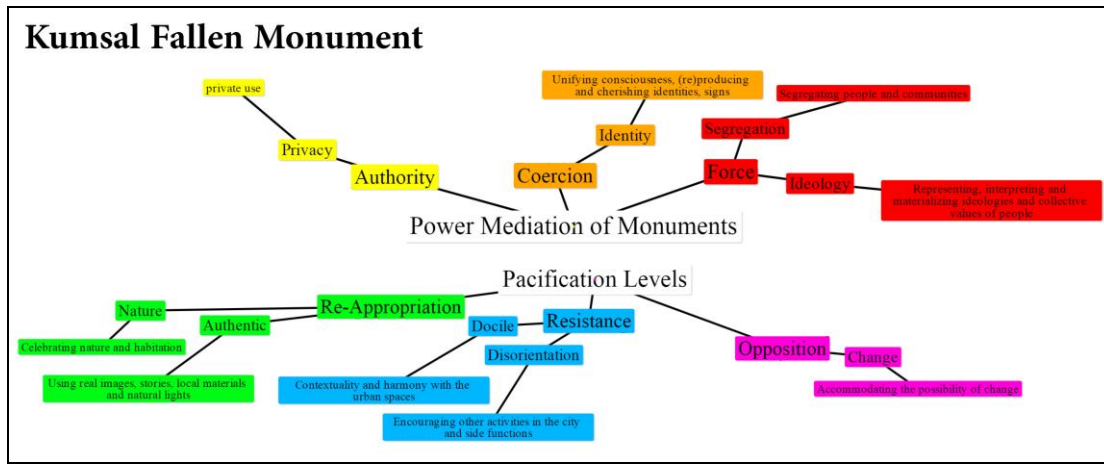 Kumsal Fallen Monument
private use
Privacy
Authority
Unifying consciousness, (re)producing
and cherishing identities, signs
Identity
Coercion
Segregating people and communities
Segregation
Force
Ideology
Representing, interpreting and
materializing ideologies and collective
values of people
Power Mediation of Monuments
Pacification Levels
Re-Appropriation
Nature
Celebrating nature and habitation
Authentic
Using real images, stories, local materials
and natural lights
Resistance
Docile
Contextuality and harmony with the
urban spaces
Disorientation
Encouraging other activities in the city
and side functions
Opposition
Change
Accommodating the possibility of change